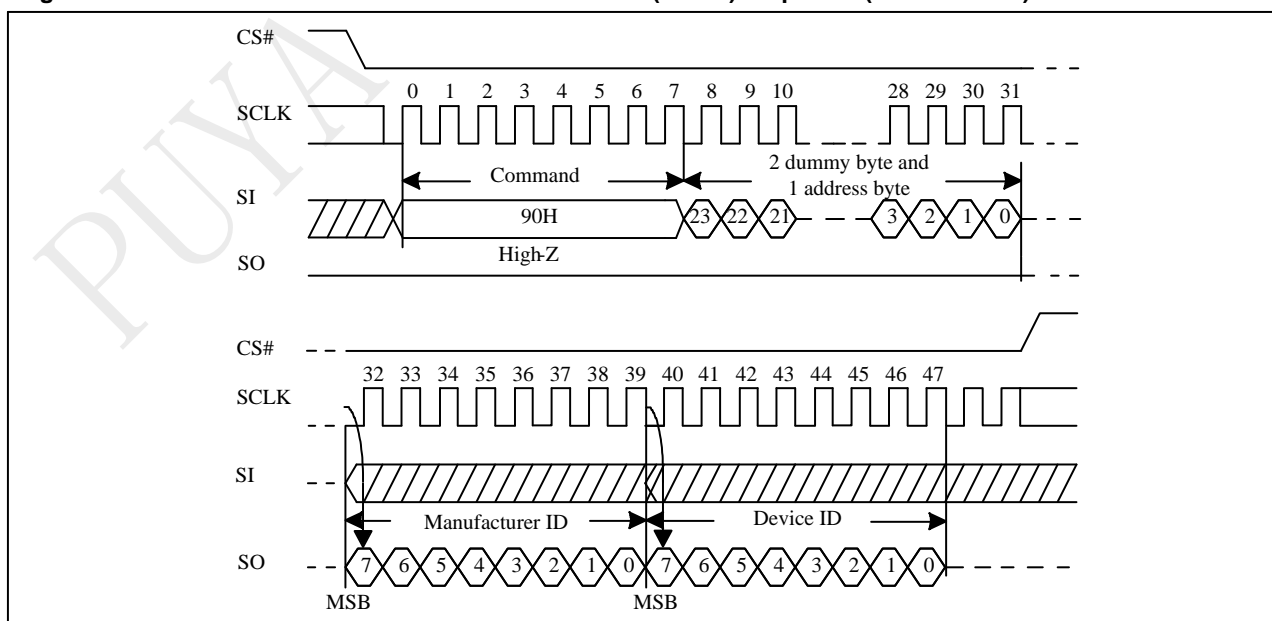 CS#
0 1 2 3 4 5 6 7 8 9 10 28 29 30 31
SCLK
Command
2 dummy byte and
1 address byte
SI
90H
23 22 21 3 2 1 0
High-Z
SO
PUYA
CS#
32 33 34 35 36 37 38 39 40 41 42 43 44 45 46 47
SCLK
SI
Manufacturer ID
Device ID
SO
7 6 5 4 3 2 1 0 7 6 5 4 3 2 1 0
MSB
MSB